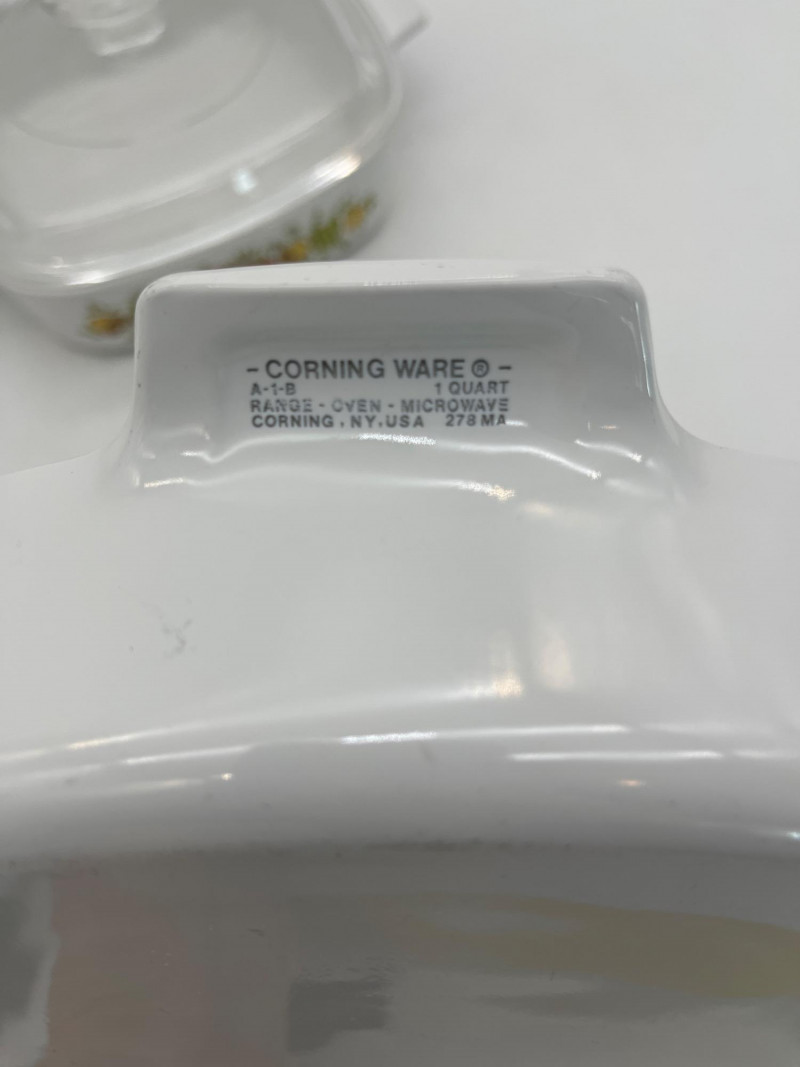 - CORNING WARE ® -
A-1-B 1 QUART
RANGE - OVEN - MICROWAVE
CORNING , NY, USA 278 MA